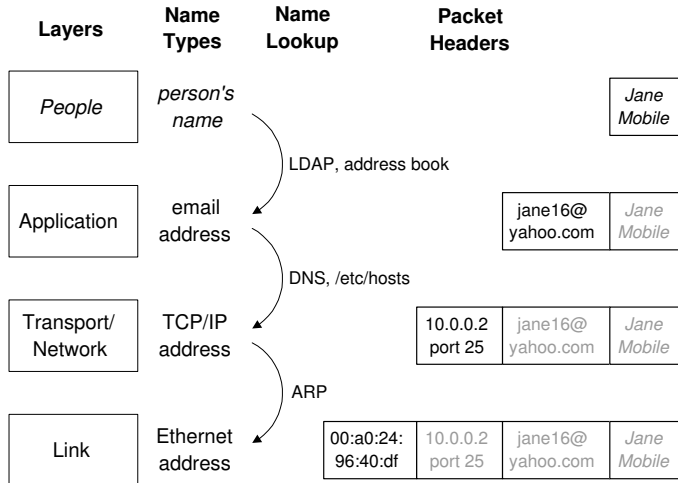 Layers
Name
Types
Name
Lookup
Packet
Headers
People
person's
name
Jane
Mobile
LDAP, address book
Application
email
address
jane16@
yahoo.com
Jane
Mobile
DNS, /etc/hosts
Transport/
Network
TCP/IP
address
10.0.0.2
port 25
jane16@
yahoo.com
Jane
Mobile
ARP
Link
Ethernet
address
00:a0:24:
96:40:df
10.0.0.2
port 25
jane16@
yahoo.com
Jane
Mobile